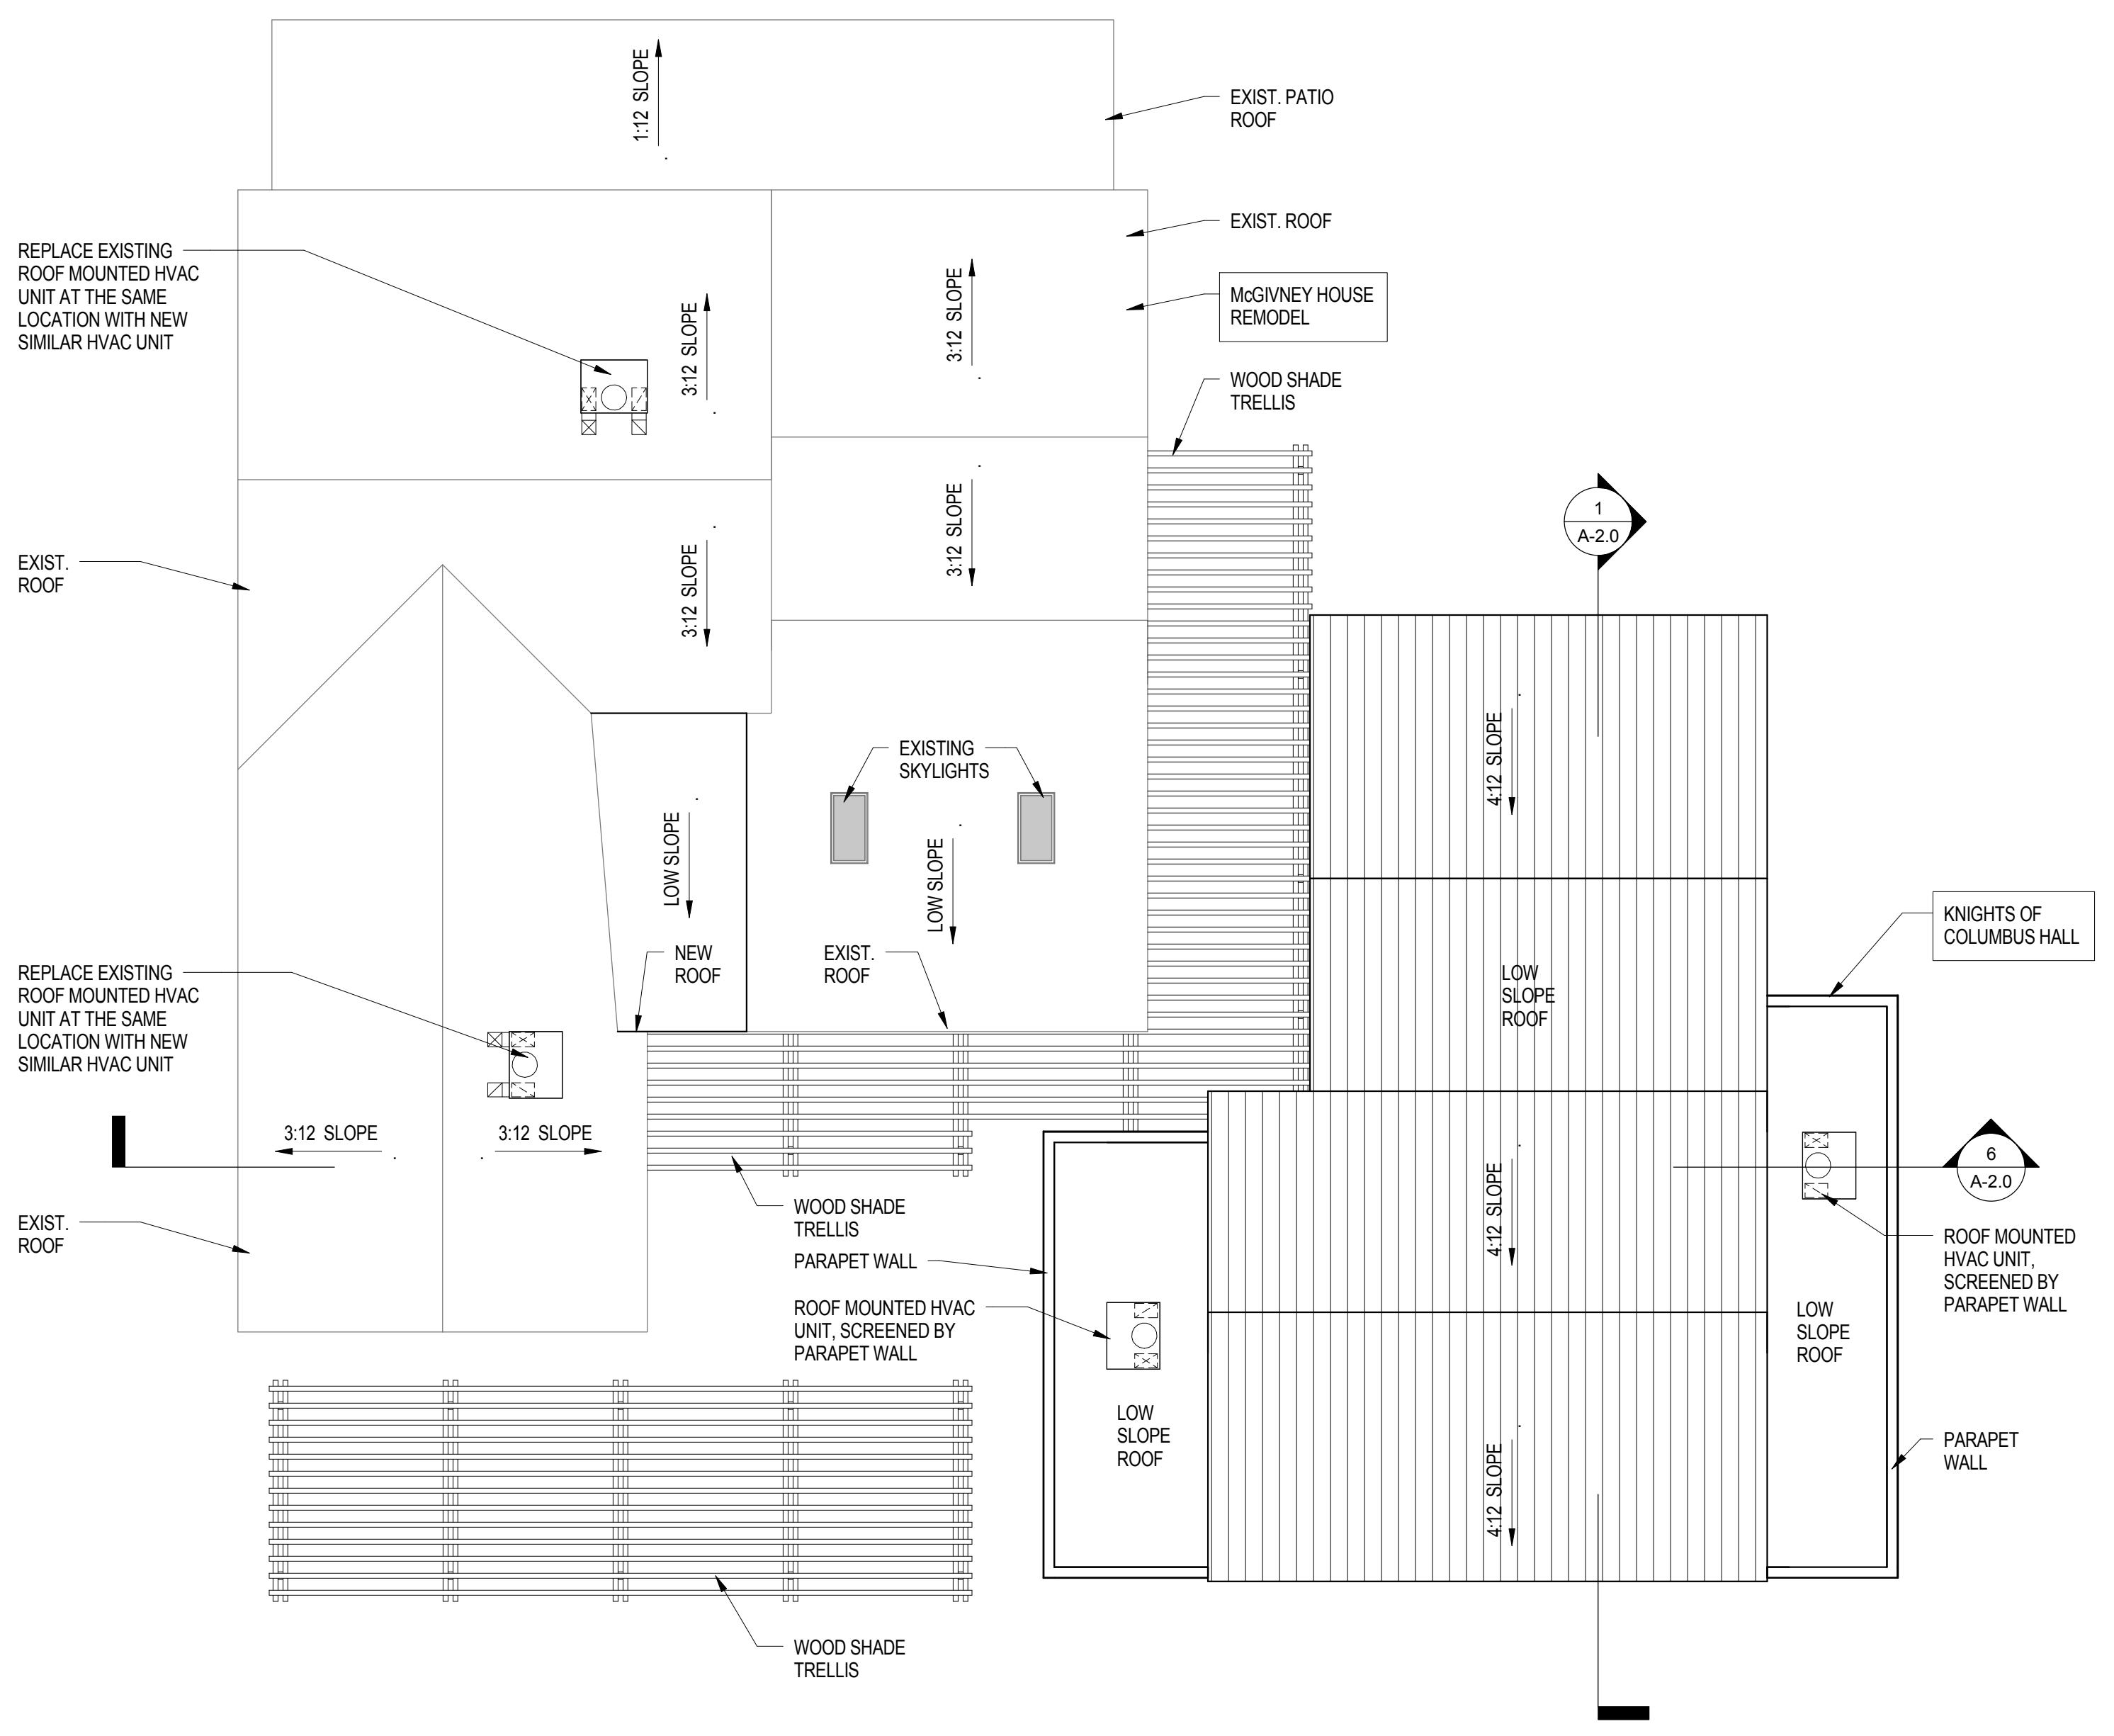 1:12 SLOPE
EXIST. PATIO
ROOF
EXIST. ROOF
REPLACE EXISTING
ROOF MOUNTED HVAC
UNIT AT THE SAME
LOCATION WITH NEW
SIMILAR HVAC UNIT
3:12 SLOPE
3:12 SLOPE
McGIVNEY HOUSE
REMODEL
WOOD SHADE
TRELLIS
1
A-2.0
EXIST.
ROOF
3:12 SLOPE
3:12 SLOPE
4:12 SLOPE
EXISTING
SKYLIGHTS
LOW SLOPE
LOW SLOPE
KNIGHTS OF
COLUMBUS HALL
NEW
ROOF
EXIST.
ROOF
LOW
SLOPE
ROOF
REPLACE EXISTING
ROOF MOUNTED HVAC
UNIT AT THE SAME
LOCATION WITH NEW
SIMILAR HVAC UNIT
3:12 SLOPE
3:12 SLOPE
4:12 SLOPE
6
A-2.0
EXIST.
ROOF
WOOD SHADE
TRELLIS
PARAPET WALL
ROOF MOUNTED HVAC
UNIT, SCREENED BY
PARAPET WALL
ROOF MOUNTED
HVAC UNIT,
SCREENED BY
PARAPET WALL
LOW
SLOPE
ROOF
LOW
SLOPE
ROOF
4:12 SLOPE
PARAPET
WALL
WOOD SHADE
TRELLIS